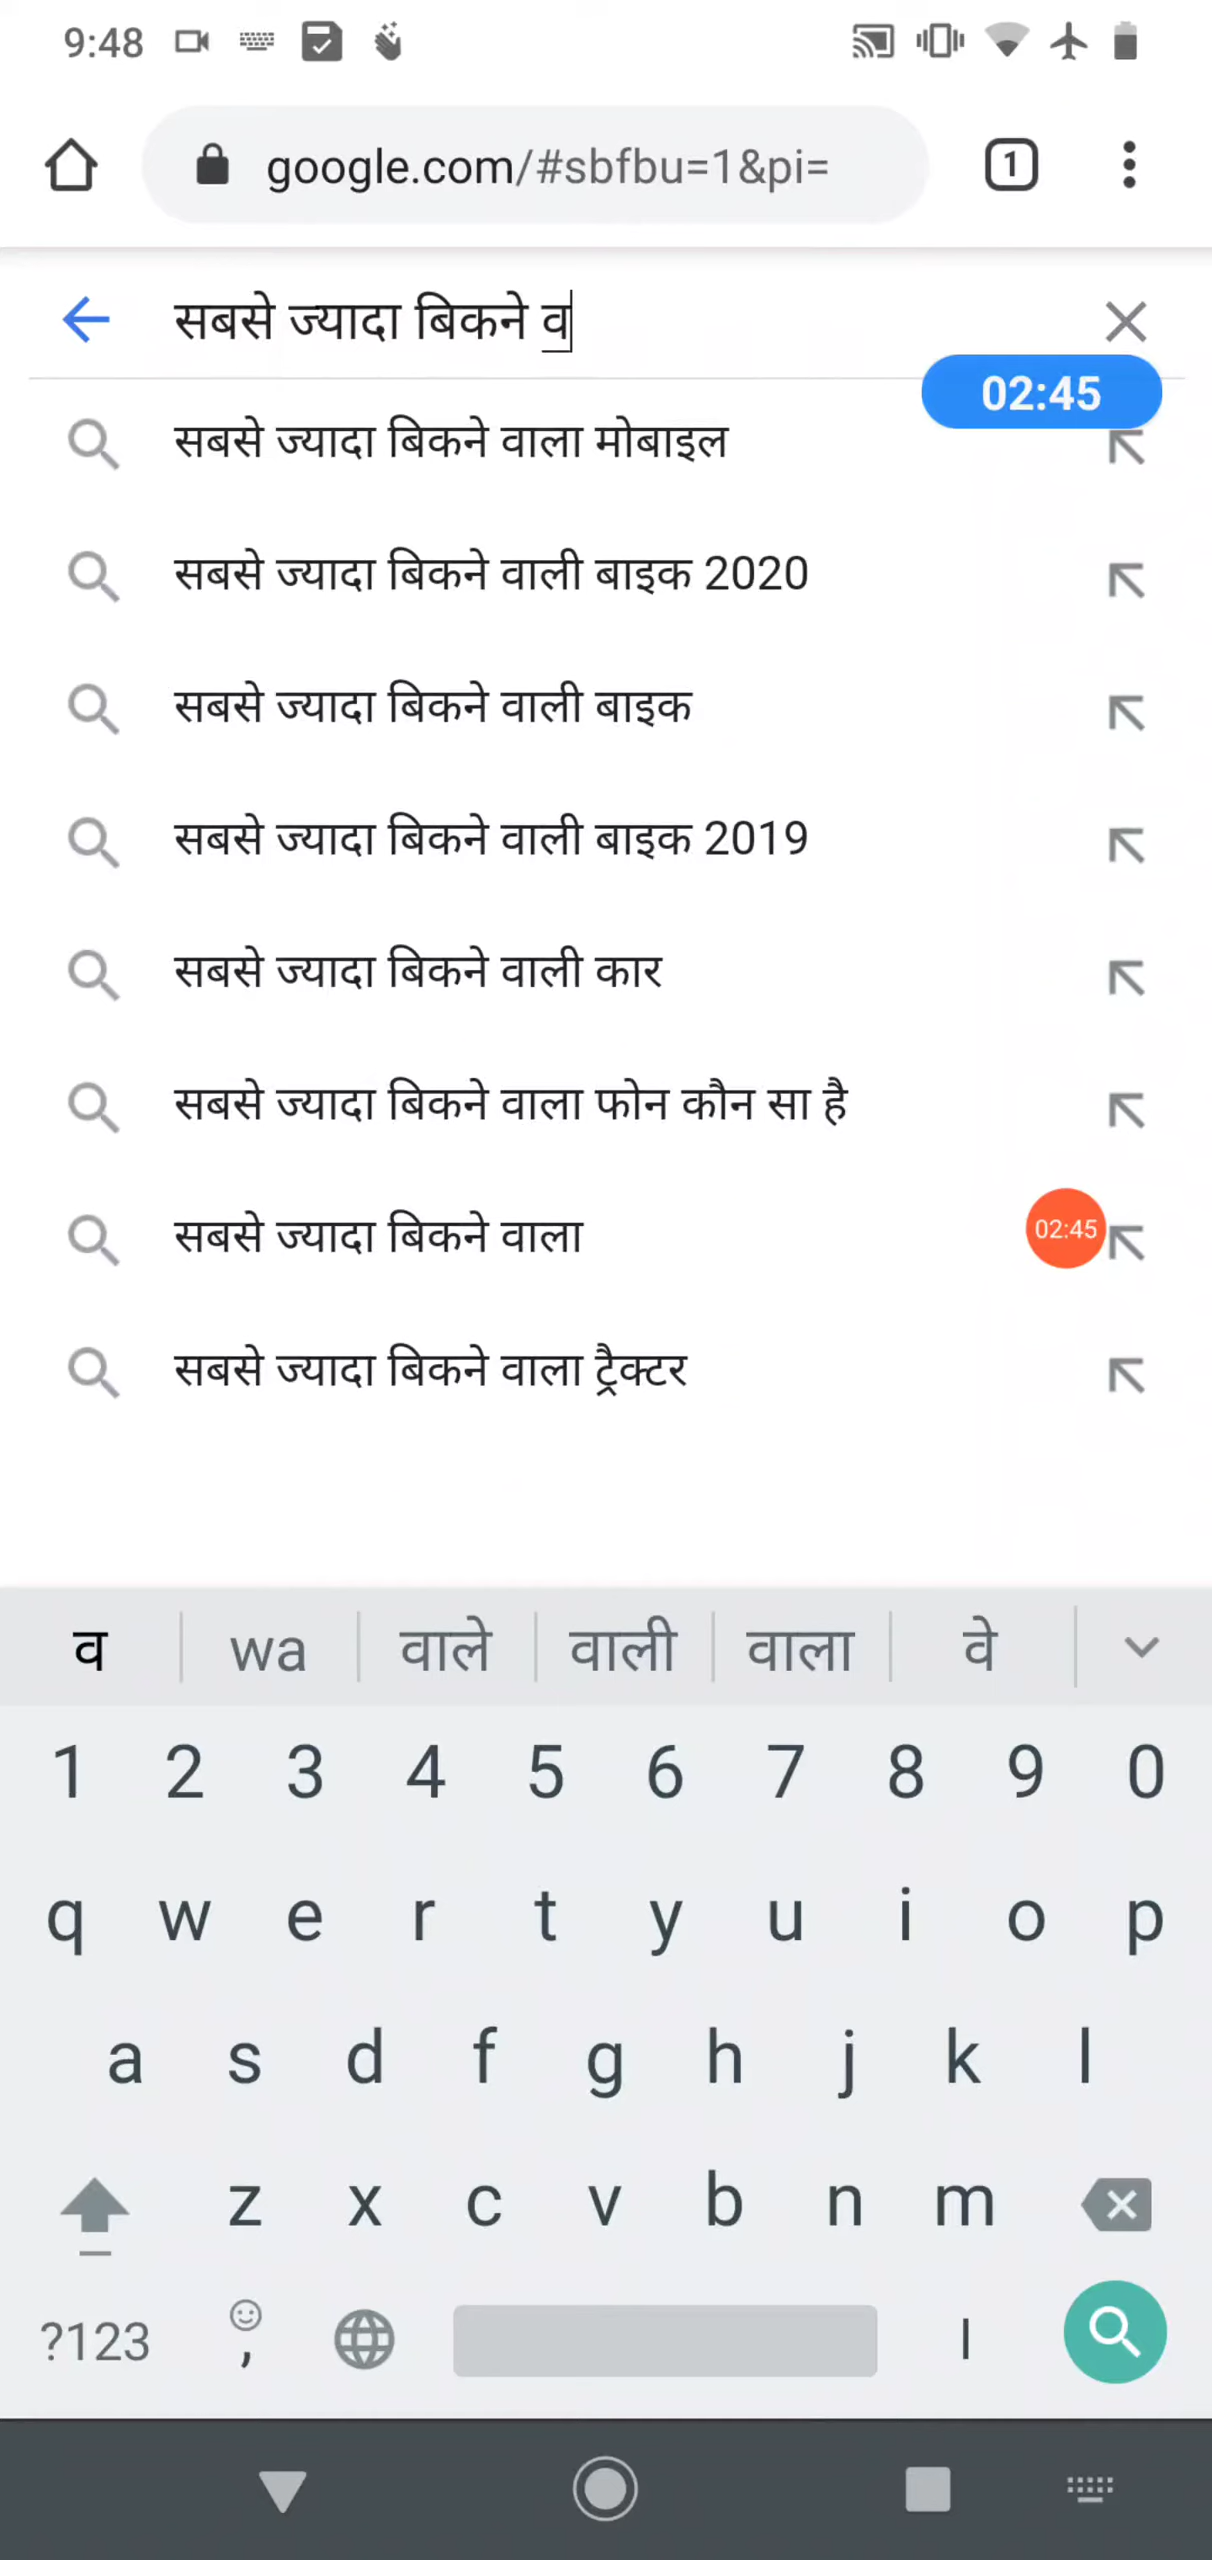 9:48
google.com/#sbfbu=1&pi=
1
सबसे ज्यादा बिकने व
02:45
सबसे ज्यादा बिकने वाला मोबाइल
सबसे ज्यादा बिकने वाली बाइक 2020
सबसे ज्यादा बिकने वाली बाइक
सबसे ज्यादा बिकने वाली बाइक 2019
सबसे ज्यादा बिकने वाली कार
सबसे ज्यादा बिकने वाला फोन कौन सा है
सबसे ज्यादा बिकने वाला
02:45
सबसे ज्यादा बिकने वाला ट्रैक्टर
व wa वाले वाली वाला वे
1 2 3 4 5 6 7 8 9 0
q w e r t y u i o p
a s d f g h j k l
z x c v b n m
?123 , ।